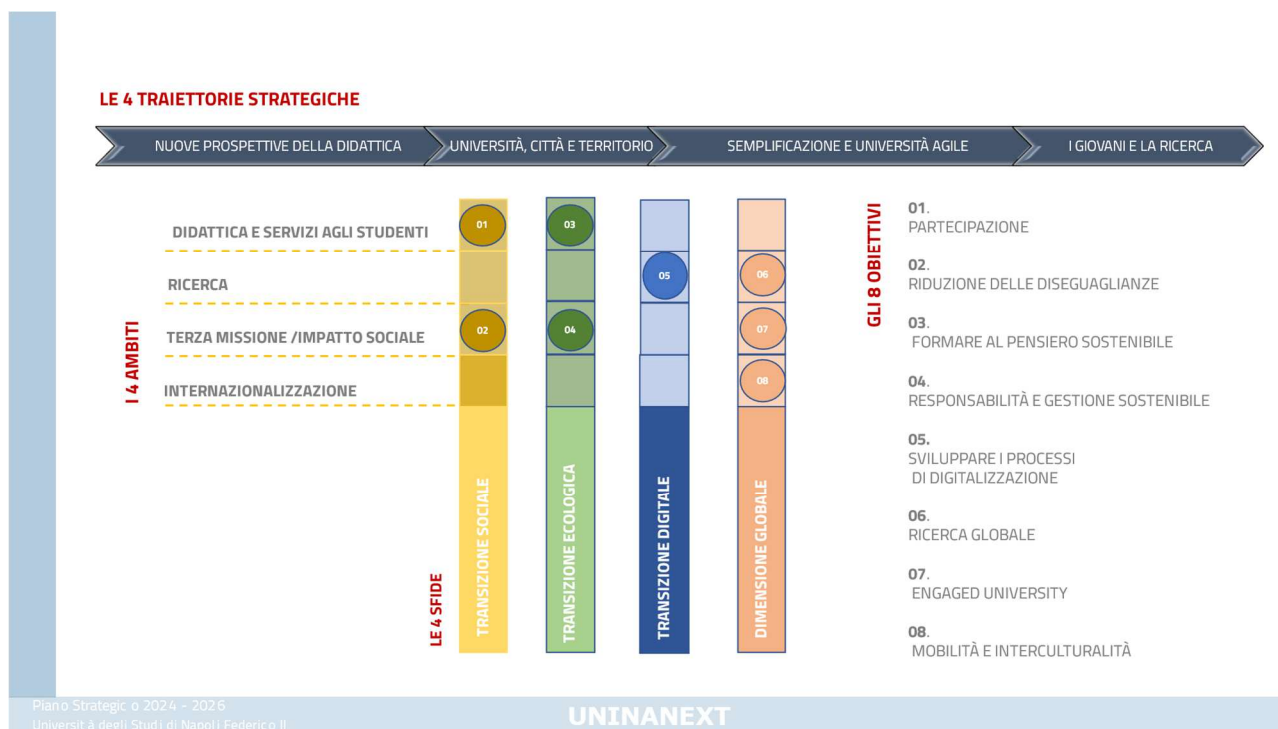 LE 4 TRAIETTORIE STRATEGICHE
NUOVE PROSPETTIVE DELLA DIDATTICA
UNIVERSITÀ, CITTÀ E TERRITORIO
SEMPLIFICAZIONE E UNIVERSITÀ AGILE
I GIOVANI E LA RICERCA
I 4 AMBITI
DIDATTICA E SERVIZI AGLI STUDENTI
RICERCA
TERZA MISSIONE /IMPATTO SOCIALE
INTERNAZIONALIZZAZIONE
01
03
05
06
02
04
07
08
LE 4 SFIDE
TRANSIZIONE SOCIALE
TRANSIZIONE ECOLOGICA
TRANSIZIONE DIGITALE
DIMENSIONE GLOBALE
GLI 8 OBIETTIVI
01.
PARTECIPAZIONE
02.
RIDUZIONE DELLE DISEGUAGLIANZE
03.
FORMARE AL PENSIERO SOSTENIBILE
04.
RESPONSABILITÀ E GESTIONE SOSTENIBILE
05.
SVILUPPARE I PROCESSI
DI DIGITALIZZAZIONE
06.
RICERCA GLOBALE
07.
ENGAGED UNIVERSITY
08.
MOBILITÀ E INTERCULTURALITÀ
Piano Strategic o 2024 - 2026
Universit à degli Studi di Napoli Federico II
UNINANEXT